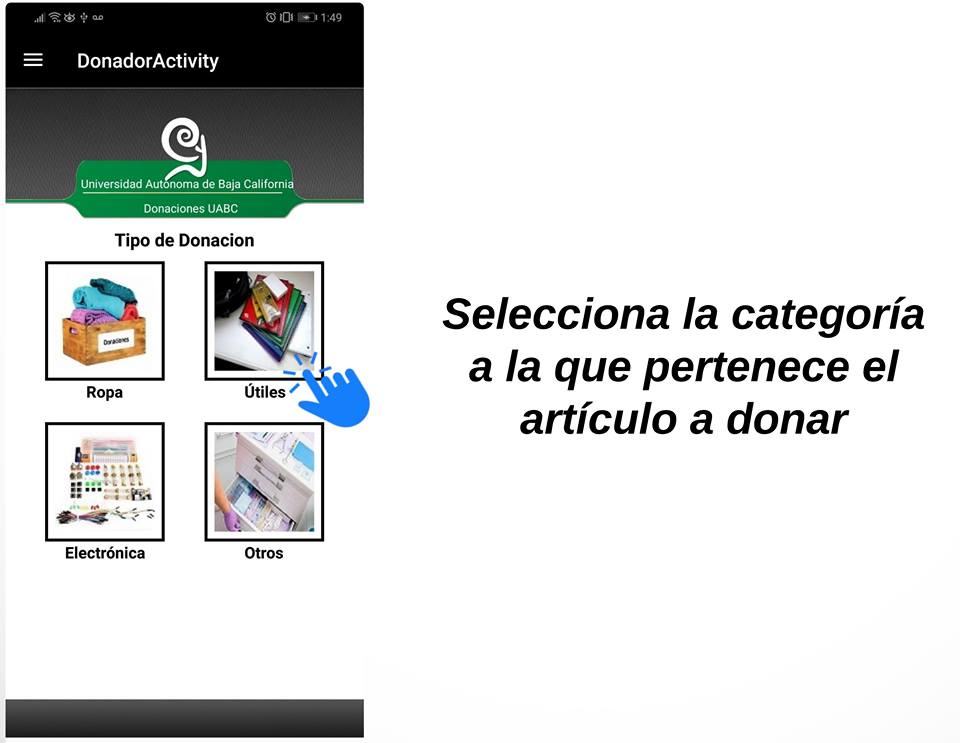 1:49
DonadorActivity
Universidad Autónoma de Baja California
Donaciones UABC
Tipo de Donacion
Donaciones
Ropa
Útiles
Electrónica
Otros
Selecciona la categoría
a la que pertenece el
artículo a donar